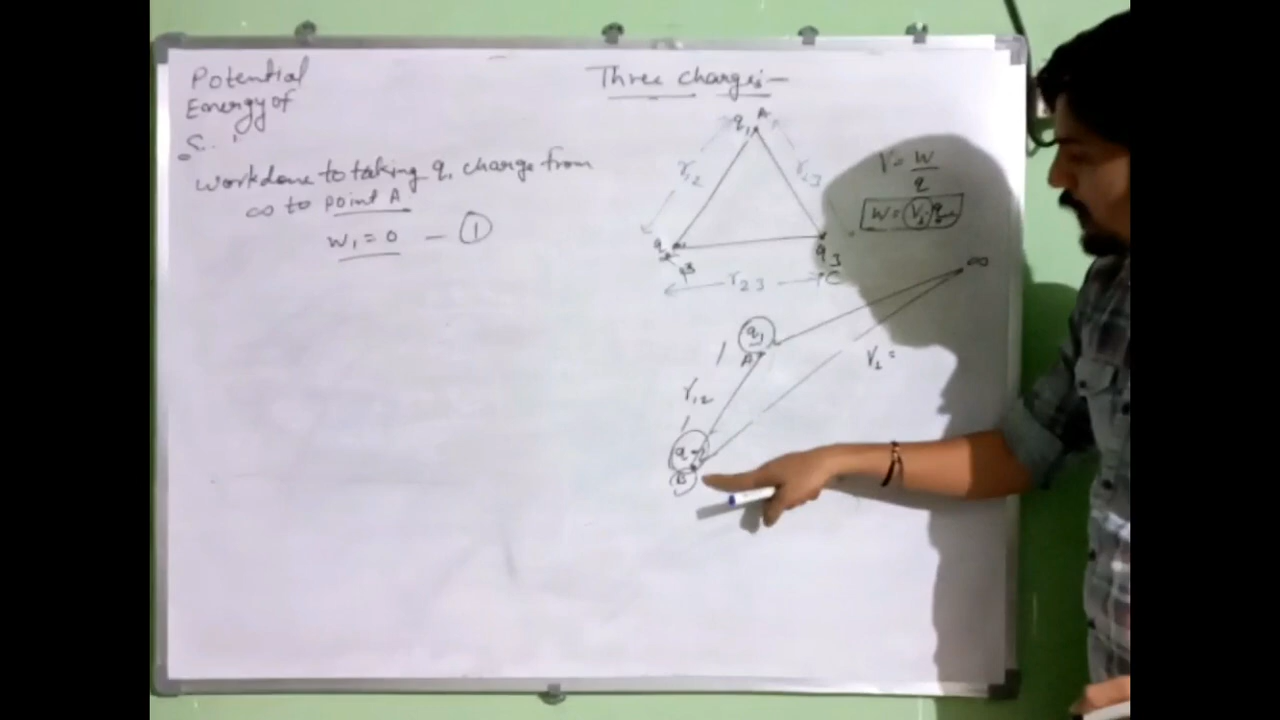 Potential
Energy of
S..
Three Charges:-
workdone to taking q1 charge from
∞ to point A
w1 = 0 — ①
q1 A
r12
r13
q2
B
q3
C
r23
V = W
q
W = V1 q2
∞
q1
A
r12
q2
B
V1 =